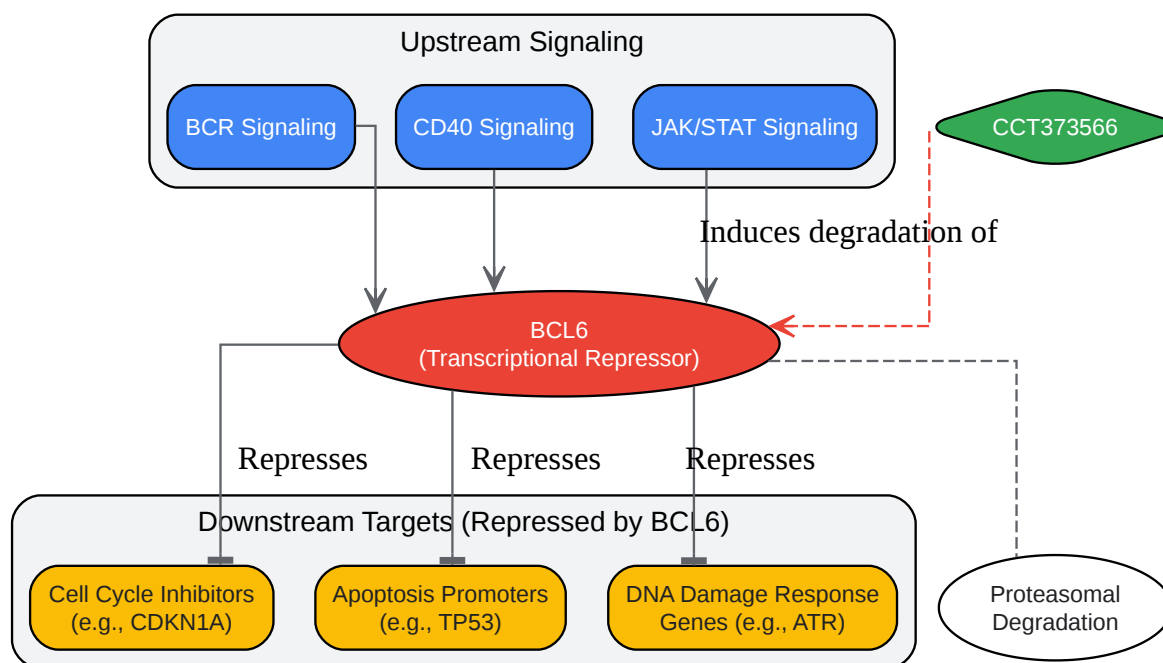 Upstream Signaling
BCR Signaling
CD40 Signaling
JAK/STAT Signaling
CCT373566
Induces degradation of
BCL6
(Transcriptional Repressor)
Represses
Represses
Represses
Downstream Targets (Repressed by BCL6)
Cell Cycle Inhibitors
(e.g., CDKN1A)
Apoptosis Promoters
(e.g., TP53)
DNA Damage Response
Genes (e.g., ATR)
Proteasomal
Degradation